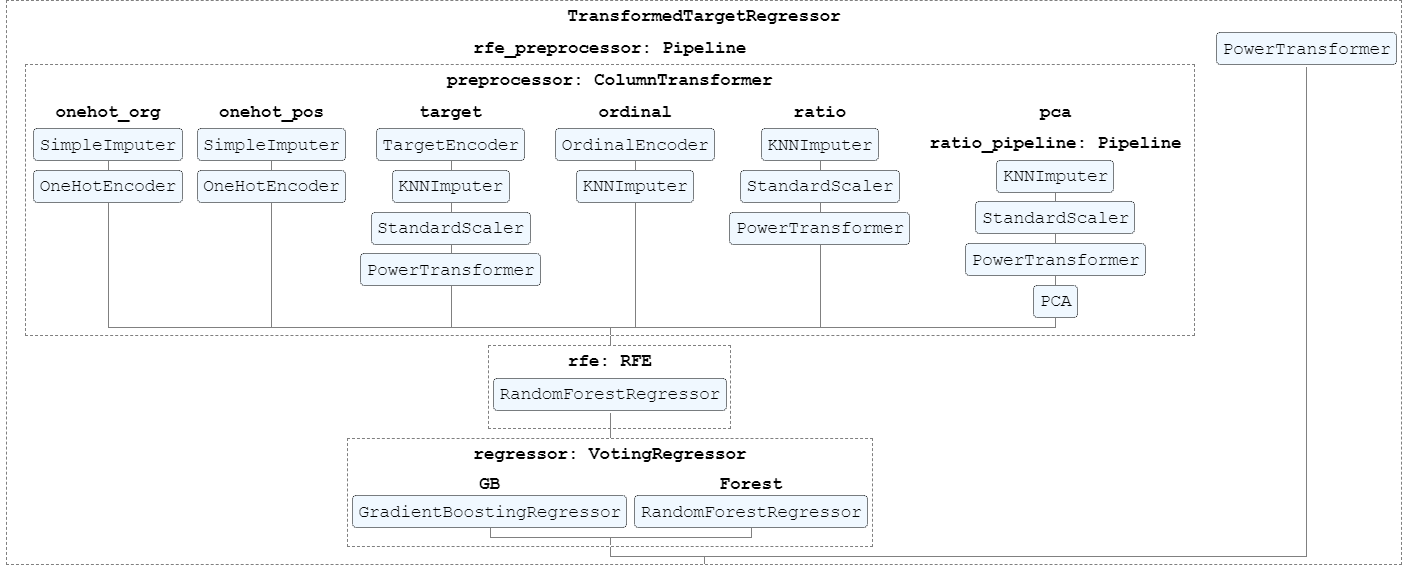 TransformedTargetRegressor
rfe_preprocessor: Pipeline
PowerTransformer
preprocessor: ColumnTransformer
onehot_org onehot_pos target ordinal ratio pca
SimpleImputer SimpleImputer TargetEncoder OrdinalEncoder KNNImputer ratio_pipeline: Pipeline
OneHotEncoder OneHotEncoder KNNImputer KNNImputer StandardScaler KNNImputer
StandardScaler PowerTransformer StandardScaler
PowerTransformer PowerTransformer
PCA
rfe: RFE
RandomForestRegressor
regressor: VotingRegressor
GB Forest
GradientBoostingRegressor RandomForestRegressor